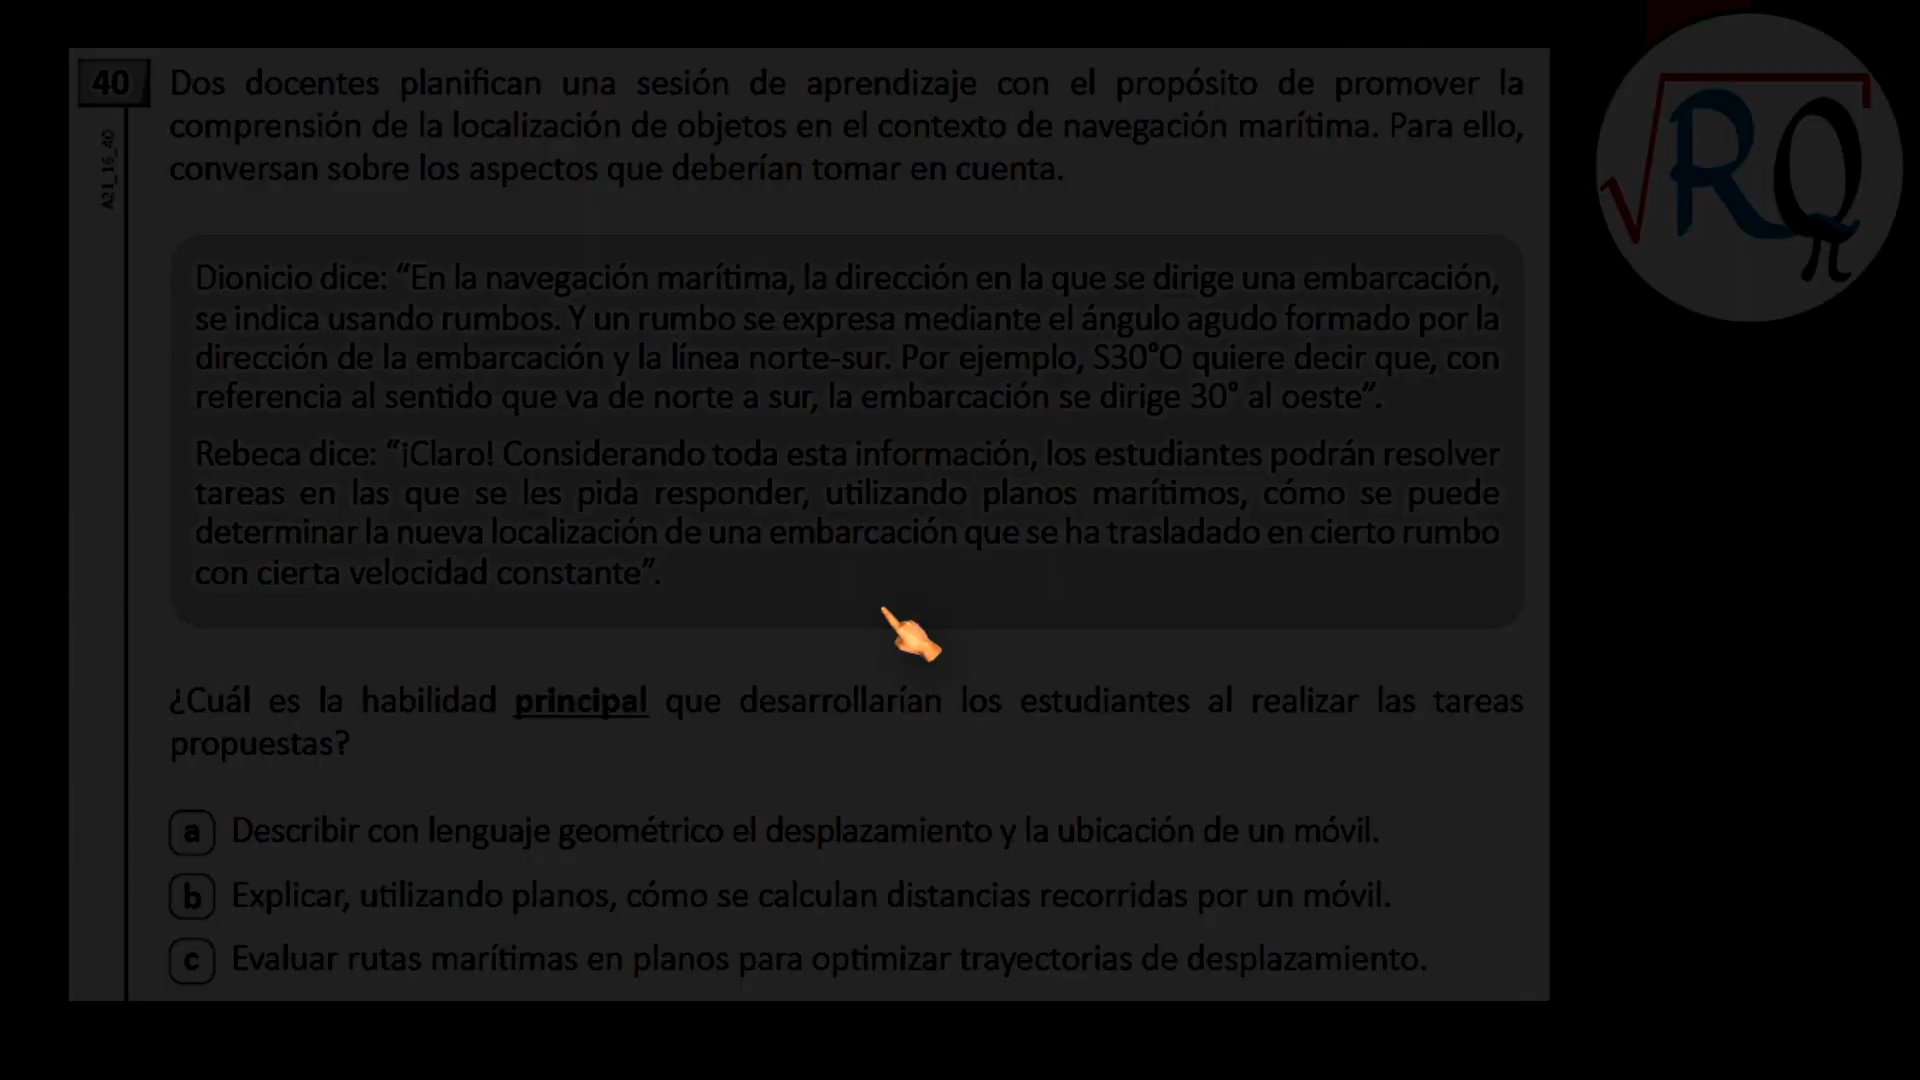 40 Dos docentes planifican una sesión de aprendizaje con el propósito de promover la
comprensión de la localización de objetos en el contexto de navegación marítima. Para ello,
conversan sobre los aspectos que deberían tomar en cuenta.
A21_16_40
Dionicio dice: “En la navegación marítima, la dirección en la que se dirige una embarcación,
se indica usando rumbos. Y un rumbo se expresa mediante el ángulo agudo formado por la
dirección de la embarcación y la línea norte-sur. Por ejemplo, S30°O quiere decir que, con
referencia al sentido que va de norte a sur, la embarcación se dirige 30° al oeste”.
Rebeca dice: “¡Claro! Considerando toda esta información, los estudiantes podrán resolver
tareas en las que se les pida responder, utilizando planos marítimos, cómo se puede
determinar la nueva localización de una embarcación que se ha trasladado en cierto rumbo
con cierta velocidad constante”.
¿Cuál es la habilidad principal que desarrollarían los estudiantes al realizar las tareas
propuestas?
a Describir con lenguaje geométrico el desplazamiento y la ubicación de un móvil.
b Explicar, utilizando planos, cómo se calculan distancias recorridas por un móvil.
c Evaluar rutas marítimas en planos para optimizar trayectorias de desplazamiento.
√RQπ